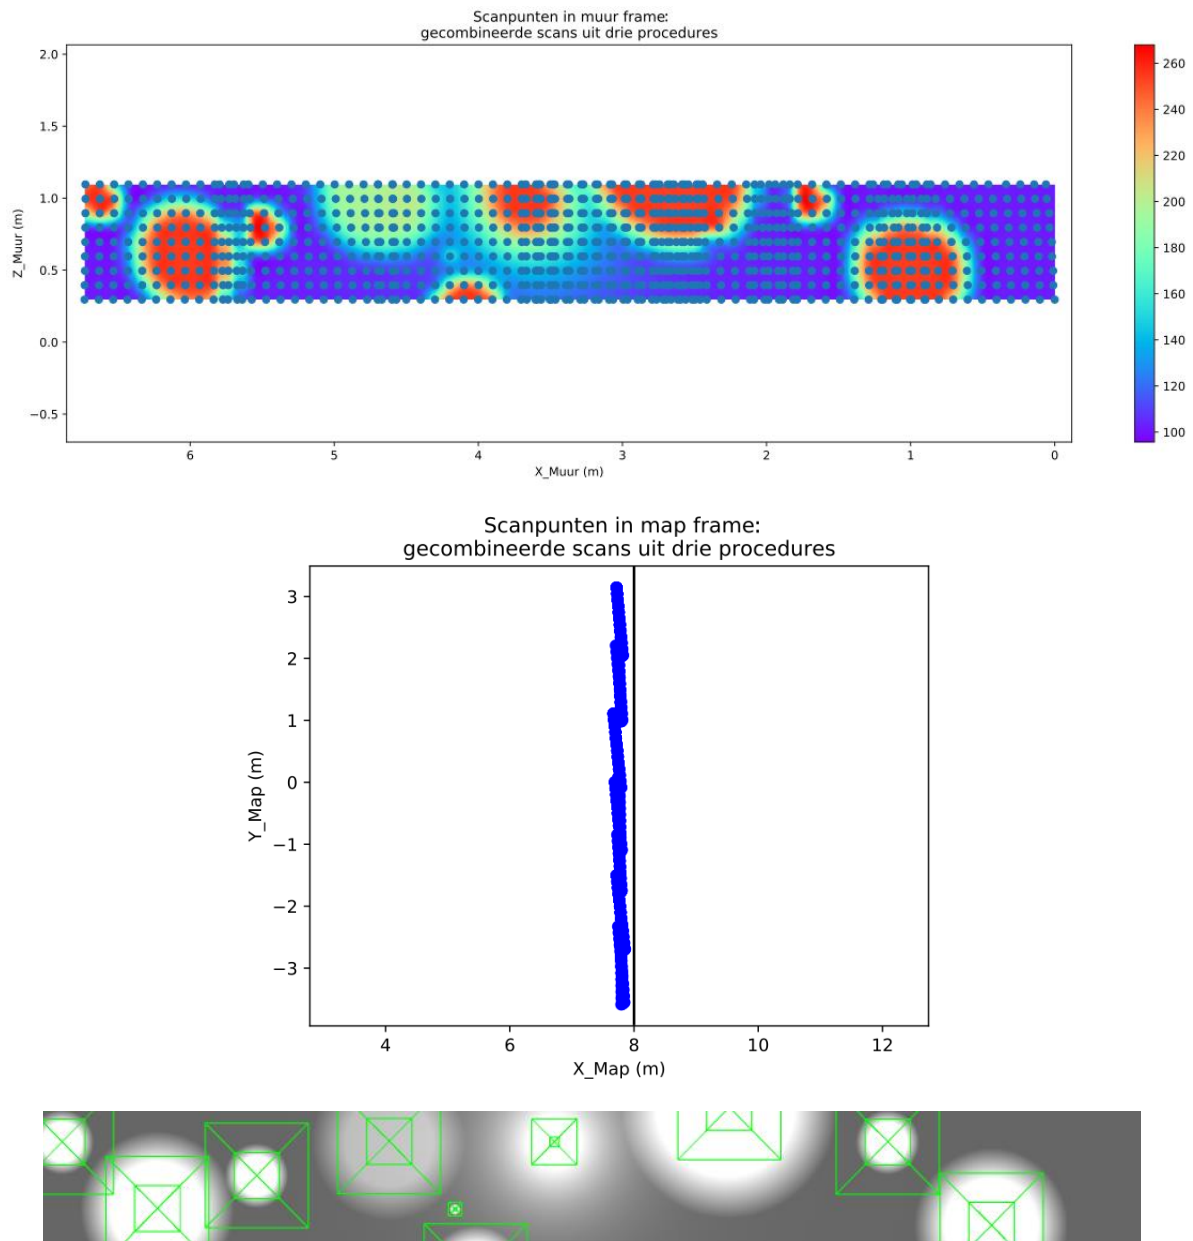 Scanpunten in muur frame:
gecombineerde scans uit drie procedures
2.0
1.5
1.0
0.5
0.0
−0.5
Z_Muur (m)
6 5 4 3 2 1 0
X_Muur (m)
260
240
220
200
180
160
140
120
100
Scanpunten in map frame:
gecombineerde scans uit drie procedures
3
2
1
0
−1
−2
−3
Y_Map (m)
4 6 8 10 12
X_Map (m)